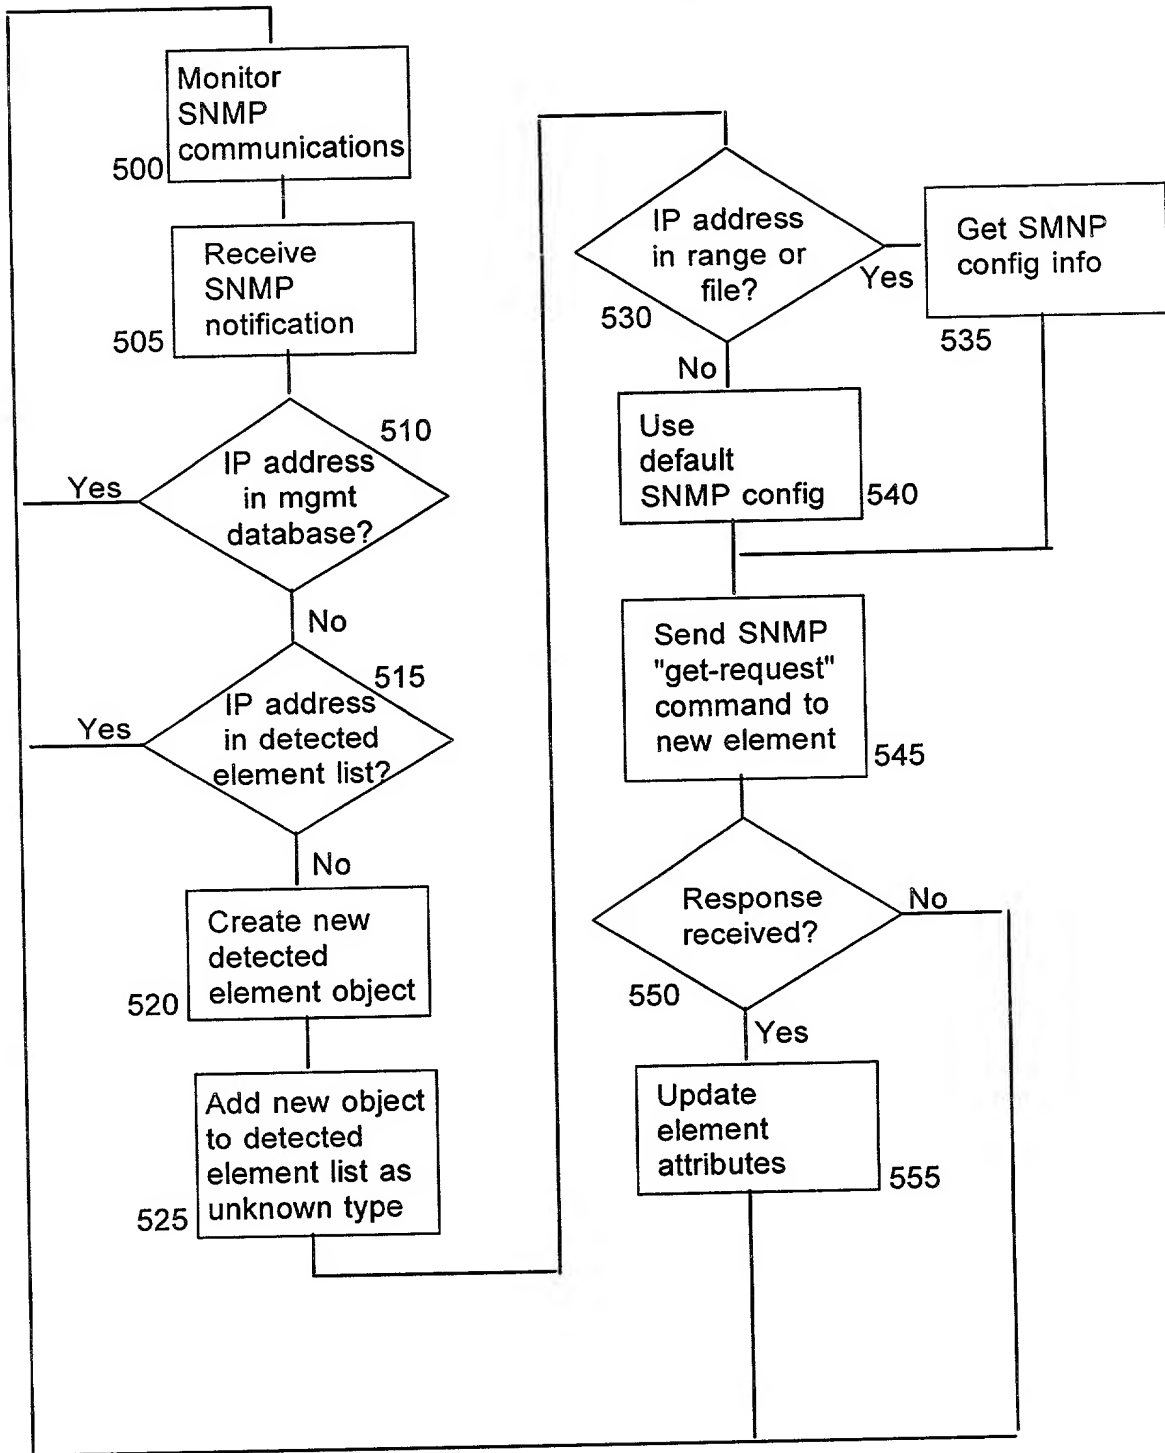 Monitor
SNMP
communications
500
Receive
SNMP
notification
505
510
IP address
in mgmt
database?
Yes
No
515
IP address
in detected
element list?
Yes
No
Create new
detected
element object
520
Add new object
to detected
element list as
unknown type
525
IP address
in range or
file?
530
Yes
Get SMNP
config info
535
No
Use
default
SNMP config
540
Send SNMP
"get-request"
command to
new element
545
Response
received?
No
550
Yes
Update
element
attributes
555